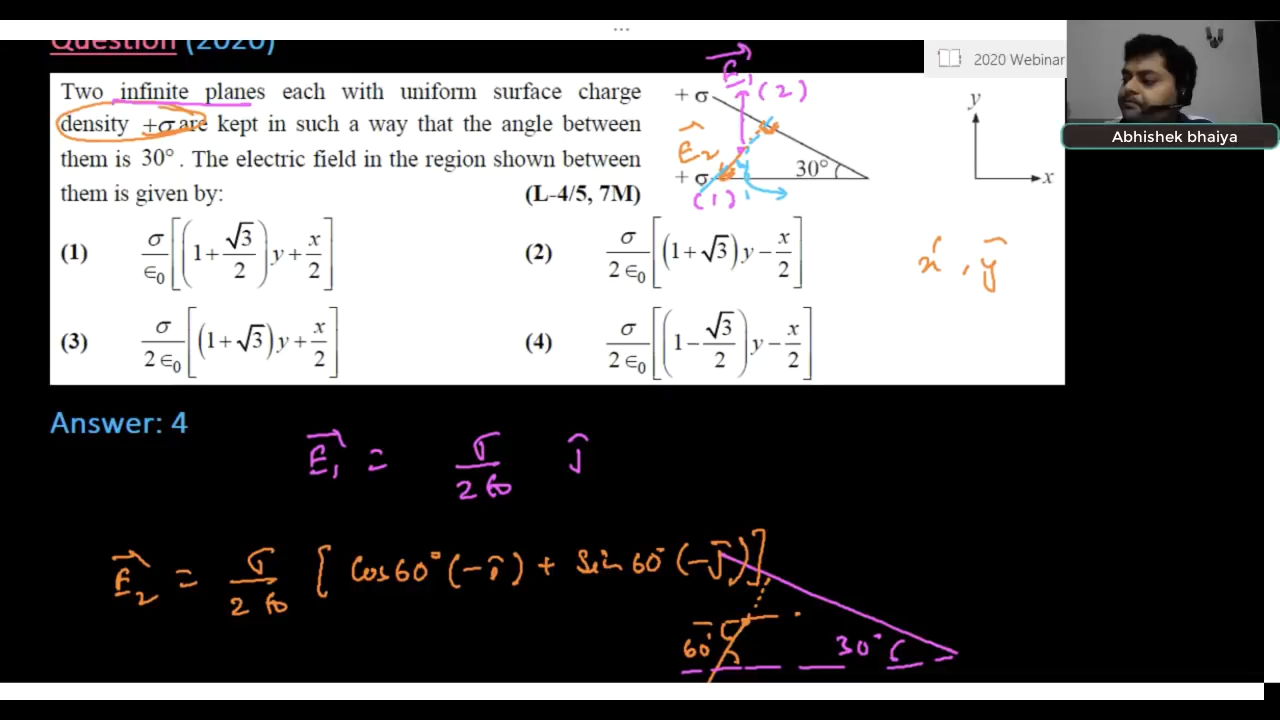 Question (2020)
2020 Webinar
Abhishek bhaiya
Two infinite planes each with uniform surface charge
density +σ are kept in such a way that the angle between
them is 30°. The electric field in the region shown between
them is given by: (L-4/5, 7M)
+σ
E₁
(2)
E₂
+σ
(1)
30°
y
x
x̂ , ŷ
(1) σ/∈₀ [(1+√3/2)y + x/2]
(2) σ/2∈₀ [(1+√3)y − x/2]
(3) σ/2∈₀ [(1+√3)y + x/2]
(4) σ/2∈₀ [(1−√3/2)y − x/2]
Answer: 4
E₁ = σ/2ϵ₀ ĵ
E₂ = σ/2ϵ₀ [cos60°(−î) + sin60°(−ĵ)]
60°
30°